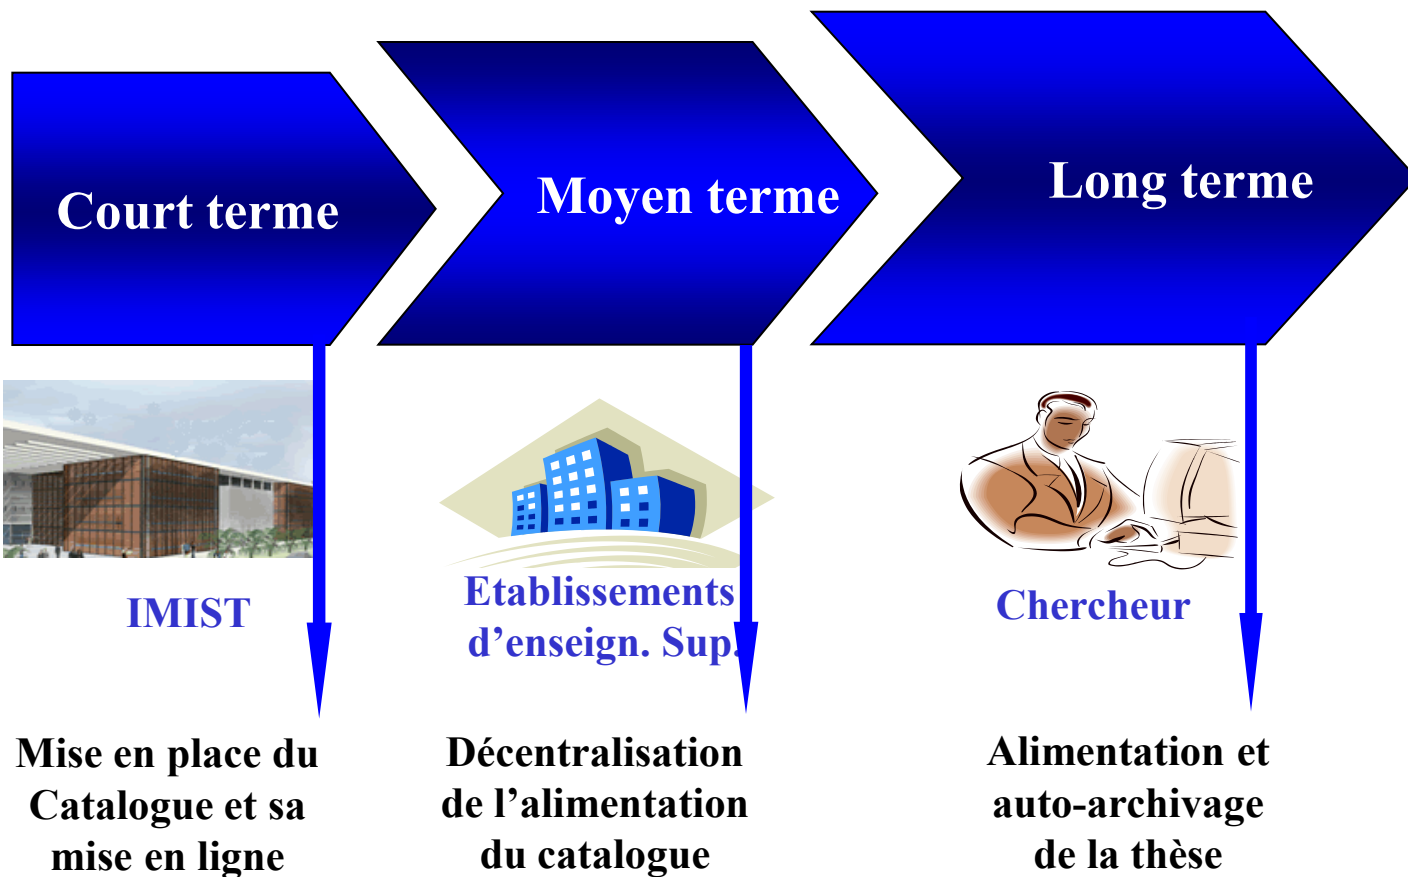 Court terme
Moyen terme
Long terme
IMIST
Etablissements
d’enseign. Sup.
Chercheur
Mise en place du
Catalogue et sa
mise en ligne
Décentralisation
de l’alimentation
du catalogue
Alimentation et
auto-archivage
de la thèse